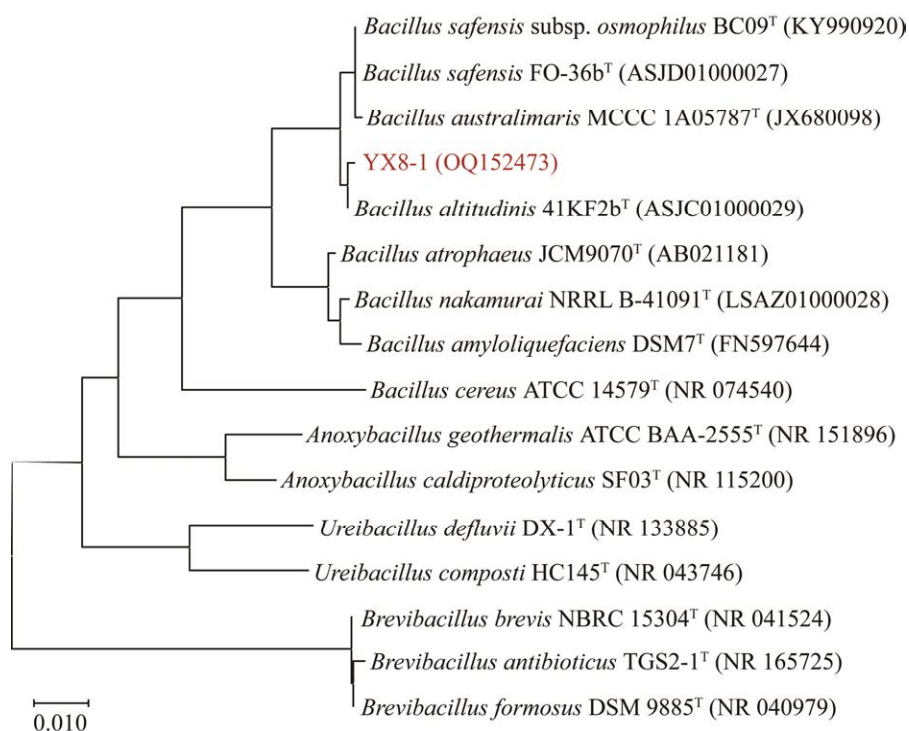 Bacillus safensis subsp. osmophilus BC09ᵀ (KY990920)
Bacillus safensis FO-36bᵀ (ASJD01000027)
Bacillus australimaris MCCC 1A05787ᵀ (JX680098)
YX8-1 (OQ152473)
Bacillus altitudinis 41KF2bᵀ (ASJC01000029)
Bacillus atrophaeus JCM9070ᵀ (AB021181)
Bacillus nakamurai NRRL B-41091ᵀ (LSAZ01000028)
Bacillus amyloliquefaciens DSM7ᵀ (FN597644)
Bacillus cereus ATCC 14579ᵀ (NR 074540)
Anoxybacillus geothermalis ATCC BAA-2555ᵀ (NR 151896)
Anoxybacillus caldiproteolyticus SF03ᵀ (NR 115200)
Ureibacillus defluvii DX-1ᵀ (NR 133885)
Ureibacillus composti HC145ᵀ (NR 043746)
Brevibacillus brevis NBRC 15304ᵀ (NR 041524)
Brevibacillus antibioticus TGS2-1ᵀ (NR 165725)
Brevibacillus formosus DSM 9885ᵀ (NR 040979)
0.010